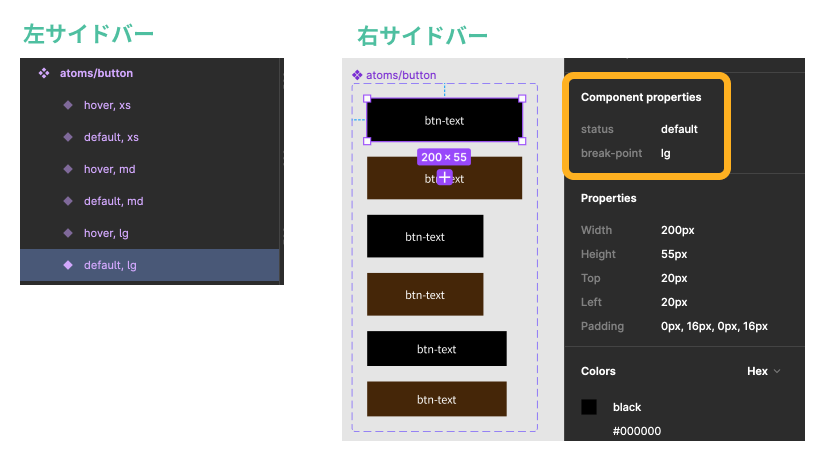 左サイドバー
atoms/button
hover, xs
default, xs
hover, md
default, md
hover, lg
default, lg
右サイドバー
atoms/button
btn-text
200 × 55
btn-text
btn-text
btn-text
btn-text
btn-text
Component properties
status default
break-point lg
Properties
Width 200px
Height 55px
Top 20px
Left 20px
Padding 0px, 16px, 0px, 16px
Colors Hex
black
#000000